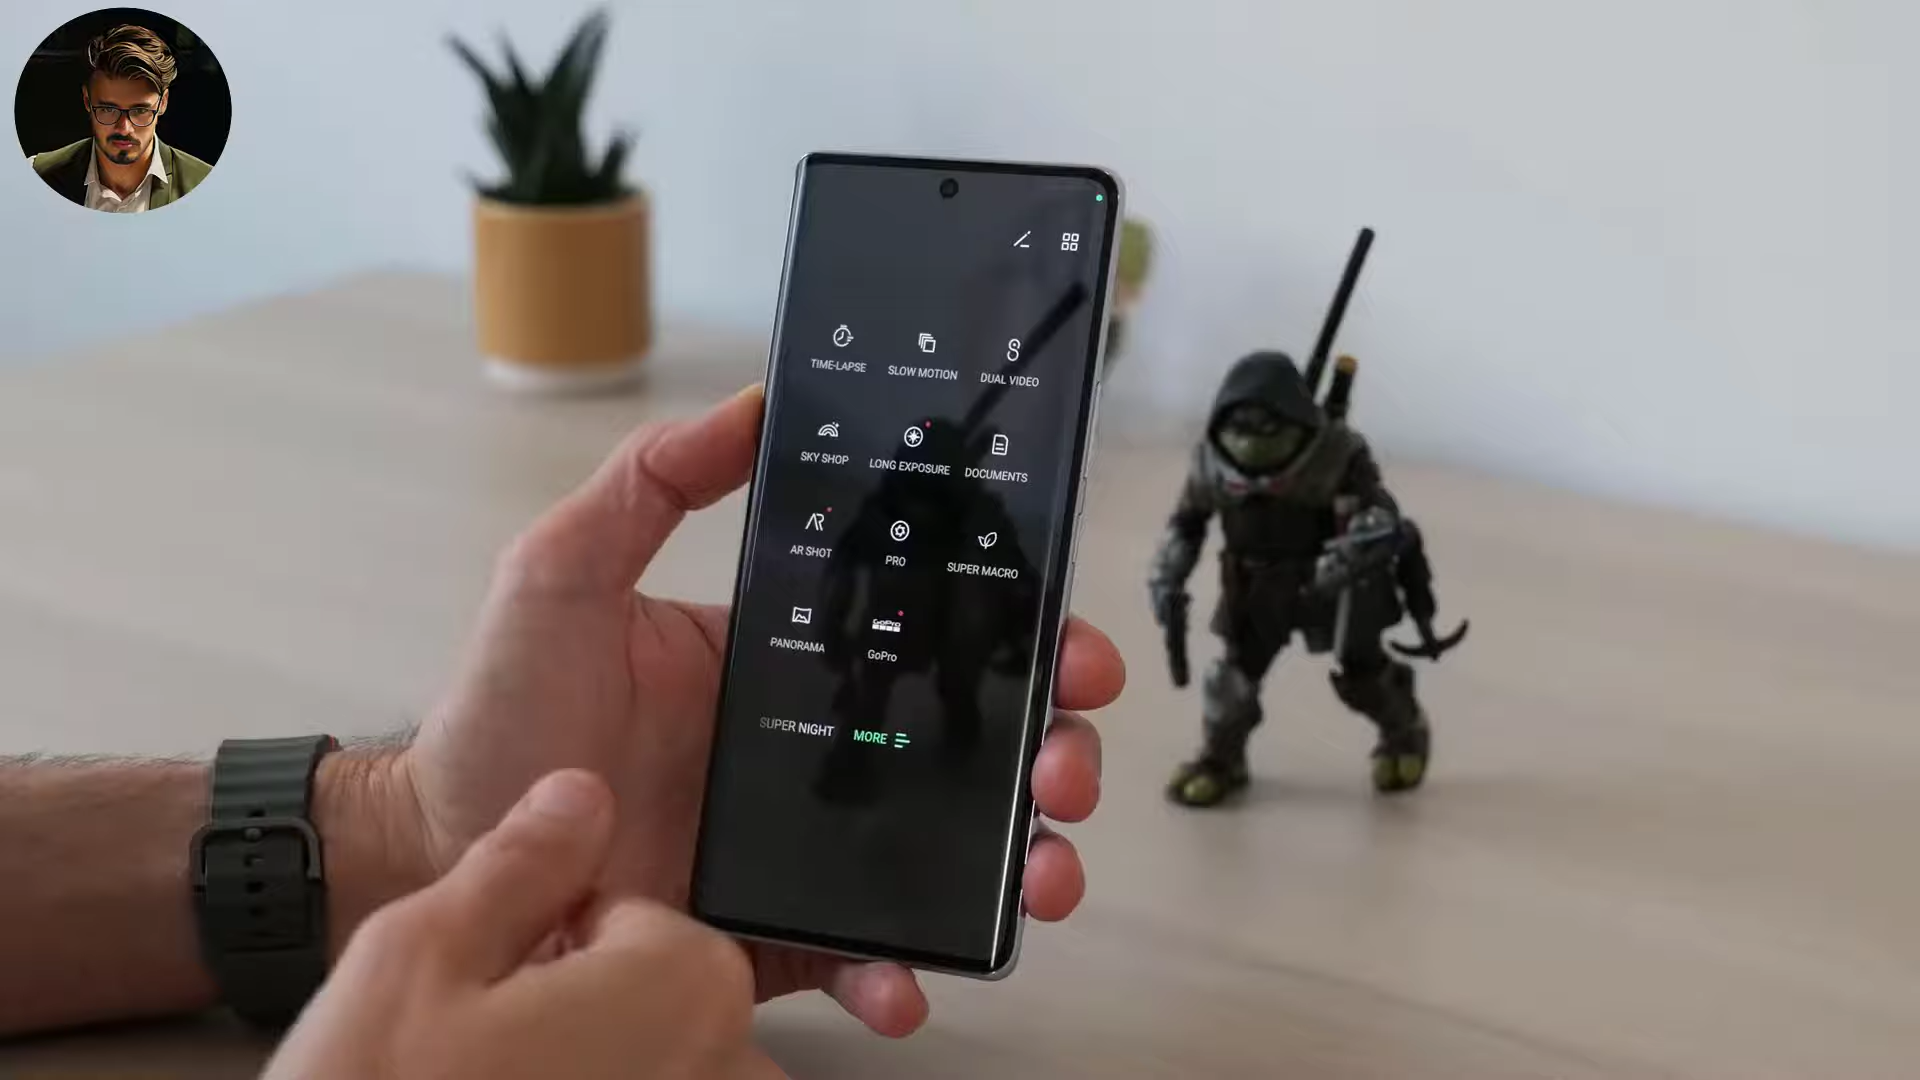 TIME-LAPSE
SLOW MOTION
DUAL VIDEO
SKY SHOP
LONG EXPOSURE
DOCUMENTS
AR SHOT
PRO
SUPER MACRO
PANORAMA
GoPro
GoPro
SUPER NIGHT
MORE